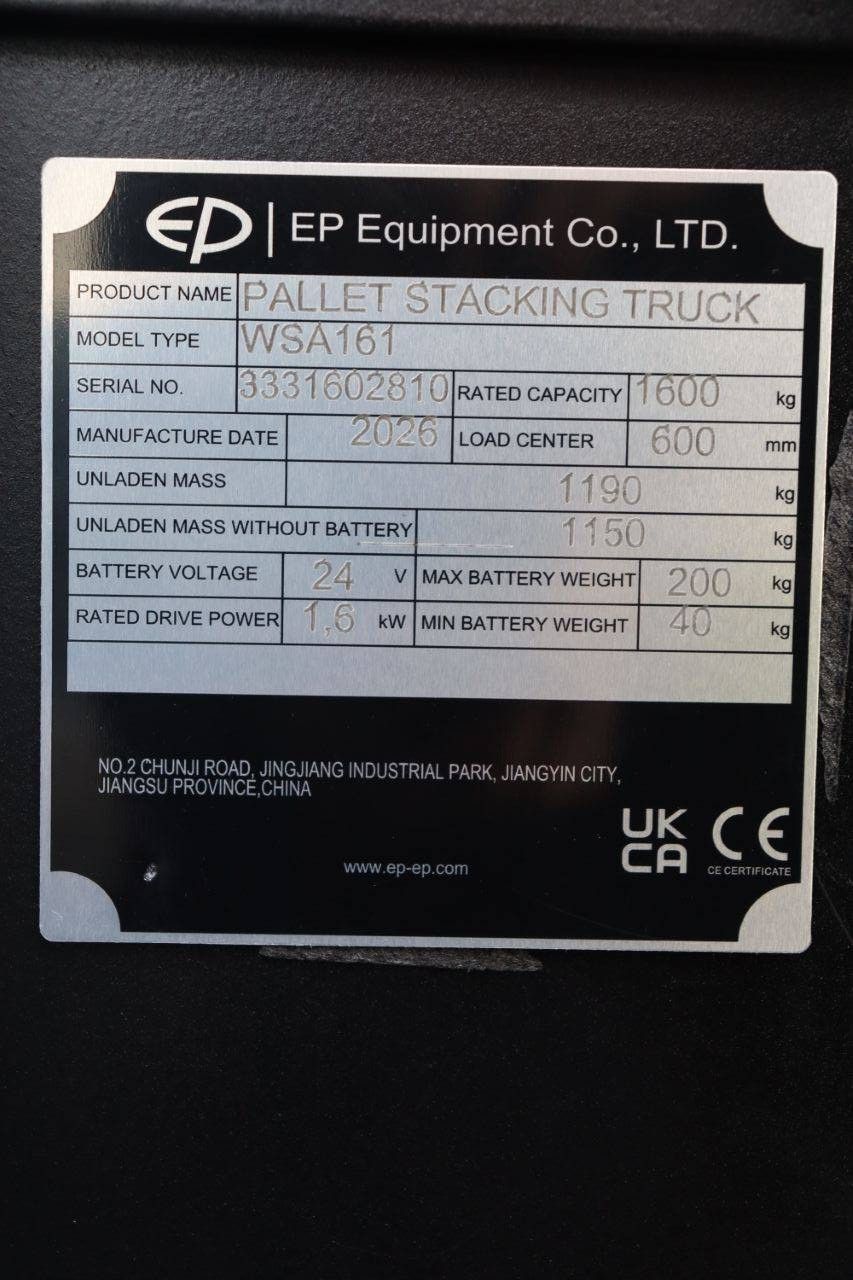 EP | EP Equipment Co., LTD.
PRODUCT NAME PALLET STACKING TRUCK
MODEL TYPE WSA161
SERIAL NO. 3331602810 RATED CAPACITY 1600 kg
MANUFACTURE DATE 2026 LOAD CENTER 600 mm
UNLADEN MASS 1190 kg
UNLADEN MASS WITHOUT BATTERY 1150 kg
BATTERY VOLTAGE 24 V MAX BATTERY WEIGHT 200 kg
RATED DRIVE POWER 1,6 kW MIN BATTERY WEIGHT 40 kg
NO.2 CHUNJI ROAD, JINGJIANG INDUSTRIAL PARK, JIANGYIN CITY,
JIANGSU PROVINCE,CHINA
UK
CA
CE
CE CERTIFICATE
www.ep-ep.com